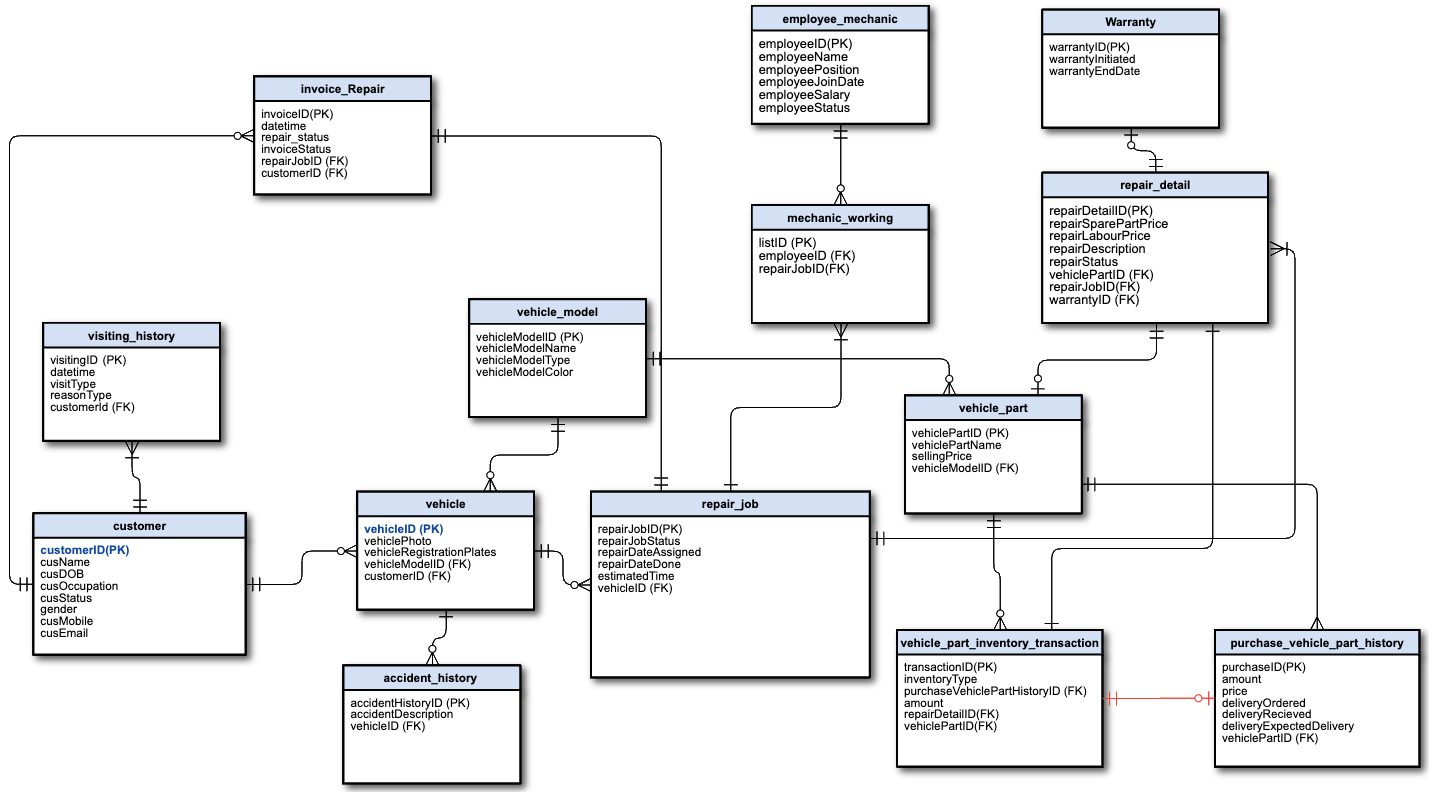 employee_mechanic
employeeID(PK)
employeeName
employeePosition
employeeJoinDate
employeeSalary
employeeStatus
Warranty
warrantyID(PK)
warrantyInitiated
warrantyEndDate
invoice_Repair
invoiceID(PK)
datetime
repair_status
invoiceStatus
repairJobID (FK)
customerID (FK)
mechanic_working
listID (PK)
employeeID (FK)
repairJobID(FK)
repair_detail
repairDetailID(PK)
repairSparePartPrice
repairLabourPrice
repairDescription
repairStatus
vehiclePartID (FK)
repairJobID(FK)
warrantyID (FK)
visiting_history
visitingID (PK)
datetime
visitType
reasonType
customerId (FK)
vehicle_model
vehicleModelID (PK)
vehicleModelName
vehicleModelType
vehicleModelColor
vehicle_part
vehiclePartID (PK)
vehiclePartName
sellingPrice
vehicleModelID (FK)
customer
customerID(PK)
cusName
cusDOB
cusOccupation
cusStatus
gender
cusMobile
cusEmail
vehicle
vehicleID (PK)
vehiclePhoto
vehicleRegistrationPlates
vehicleModelID (FK)
customerID (FK)
repair_job
repairJobID(PK)
repairJobStatus
repairDateAssigned
repairDateDone
estimatedTime
vehicleID (FK)
accident_history
accidentHistoryID (PK)
accidentDescription
vehicleID (FK)
vehicle_part_inventory_transaction
transactionID(PK)
inventoryType
purchaseVehiclePartHistoryID (FK)
amount
repairDetailID(FK)
vehiclePartID(FK)
purchase_vehicle_part_history
purchaseID(PK)
amount
price
deliveryOrdered
deliveryRecieved
deliveryExpectedDelivery
vehiclePartID (FK)